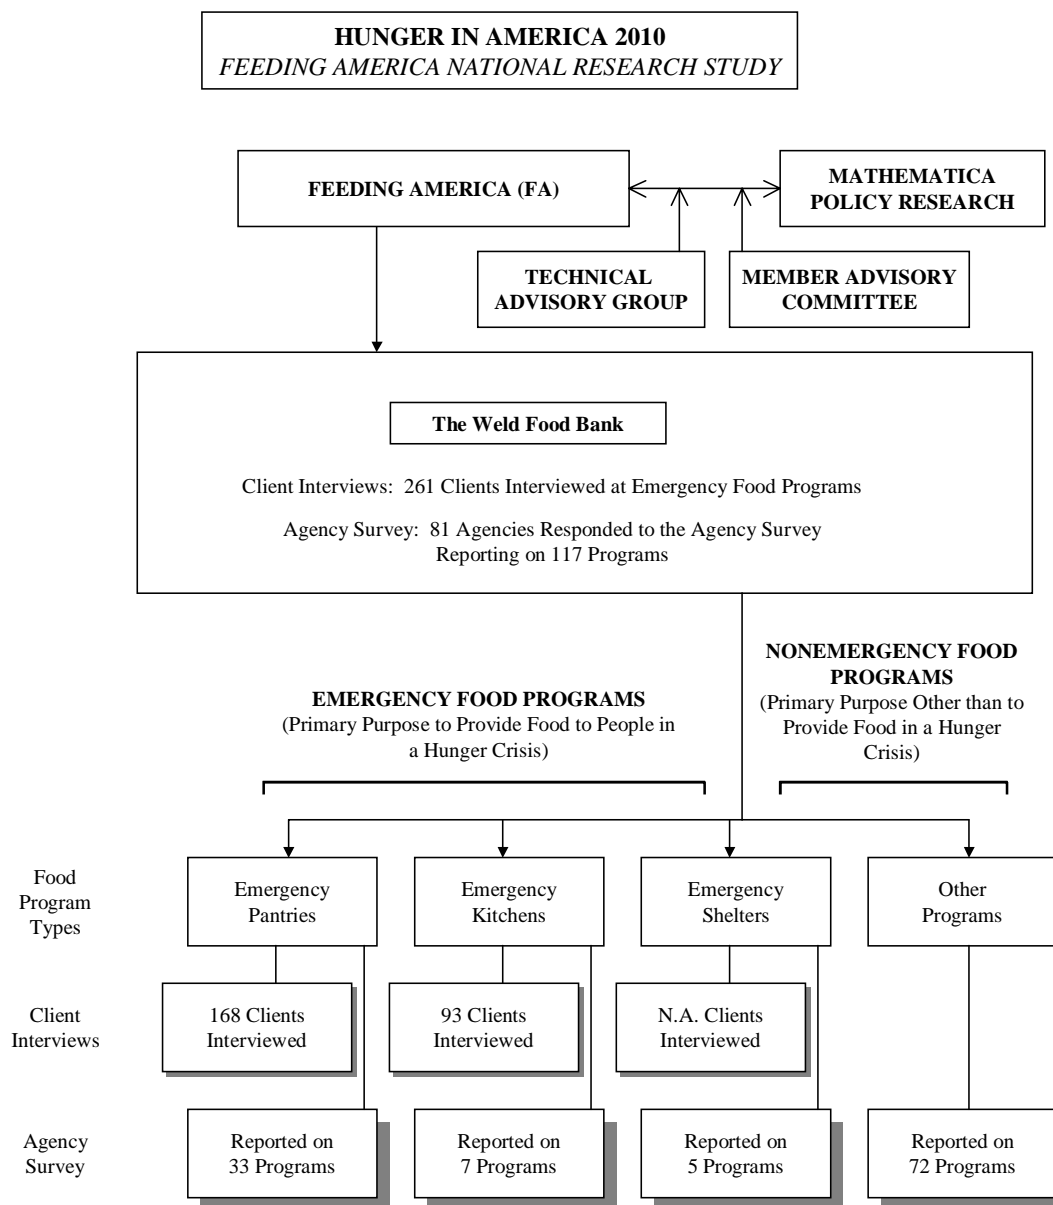 HUNGER IN AMERICA 2010
FEEDING AMERICA NATIONAL RESEARCH STUDY
FEEDING AMERICA (FA)
MATHEMATICA
POLICY RESEARCH
TECHNICAL
ADVISORY GROUP
MEMBER ADVISORY
COMMITTEE
The Weld Food Bank
Client Interviews:  261 Clients Interviewed at Emergency Food Programs
Agency Survey:  81 Agencies Responded to the Agency Survey
Reporting on 117 Programs
EMERGENCY FOOD PROGRAMS
(Primary Purpose to Provide Food to People in
a Hunger Crisis)
NONEMERGENCY FOOD
PROGRAMS
(Primary Purpose Other than to
Provide Food in a Hunger
Crisis)
Food
Program
Types
Emergency
Pantries
Emergency
Kitchens
Emergency
Shelters
Other
Programs
Client
Interviews
168 Clients
Interviewed
93 Clients
Interviewed
N.A. Clients
Interviewed
Agency
Survey
Reported on
33 Programs
Reported on
7 Programs
Reported on
5 Programs
Reported on
72 Programs